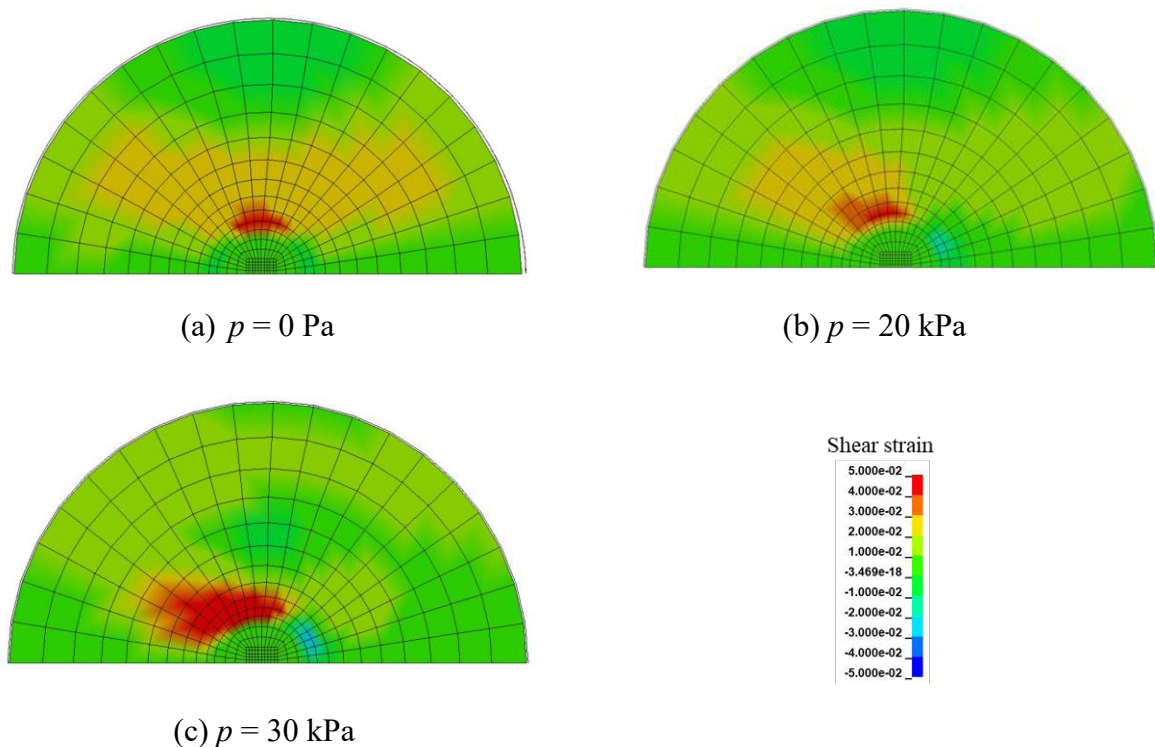 (a) p = 0 Pa
(b) p = 20 kPa
(c) p = 30 kPa
Shear strain
5.000e-02
4.000e-02
3.000e-02
2.000e-02
1.000e-02
-3.469e-18
-1.000e-02
-2.000e-02
-3.000e-02
-4.000e-02
-5.000e-02